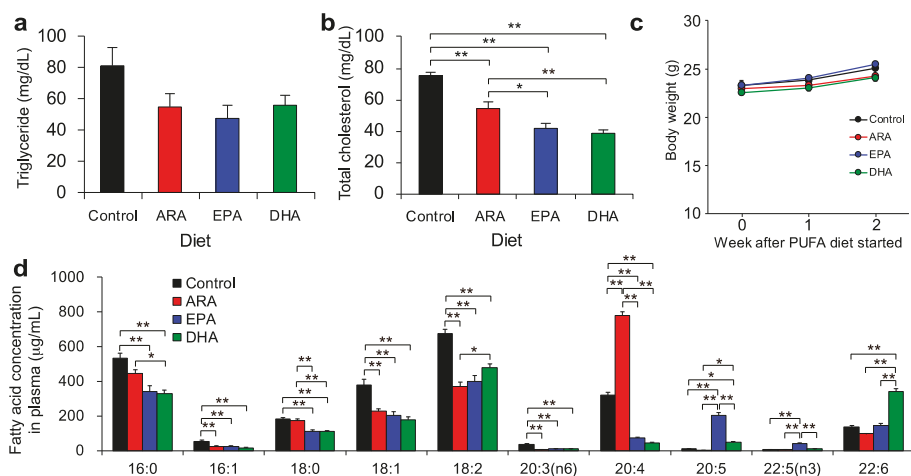 a
Triglyceride (mg/dL)
100
80
60
40
20
0
Control ARA EPA DHA
Diet
b
Total cholesterol (mg/dL)
100
80
60
40
20
0
** ** ** ** *
Control ARA EPA DHA
Diet
c
Body weight (g)
30
25
20
15
10
Control
ARA
EPA
DHA
0 1 2
Week after PUFA diet started
d
Fatty acid concentration
in plasma (μg/mL)
1000
800
600
400
200
0
Control
ARA
EPA
DHA
** ** *
** ** **
** ** ** **
** ** **
** ** ** *
** ** **
** ** ** ** **
* * ** ** **
** ** **
** ** **
16:0 16:1 18:0 18:1 18:2 20:3(n6) 20:4 20:5 22:5(n3) 22:6